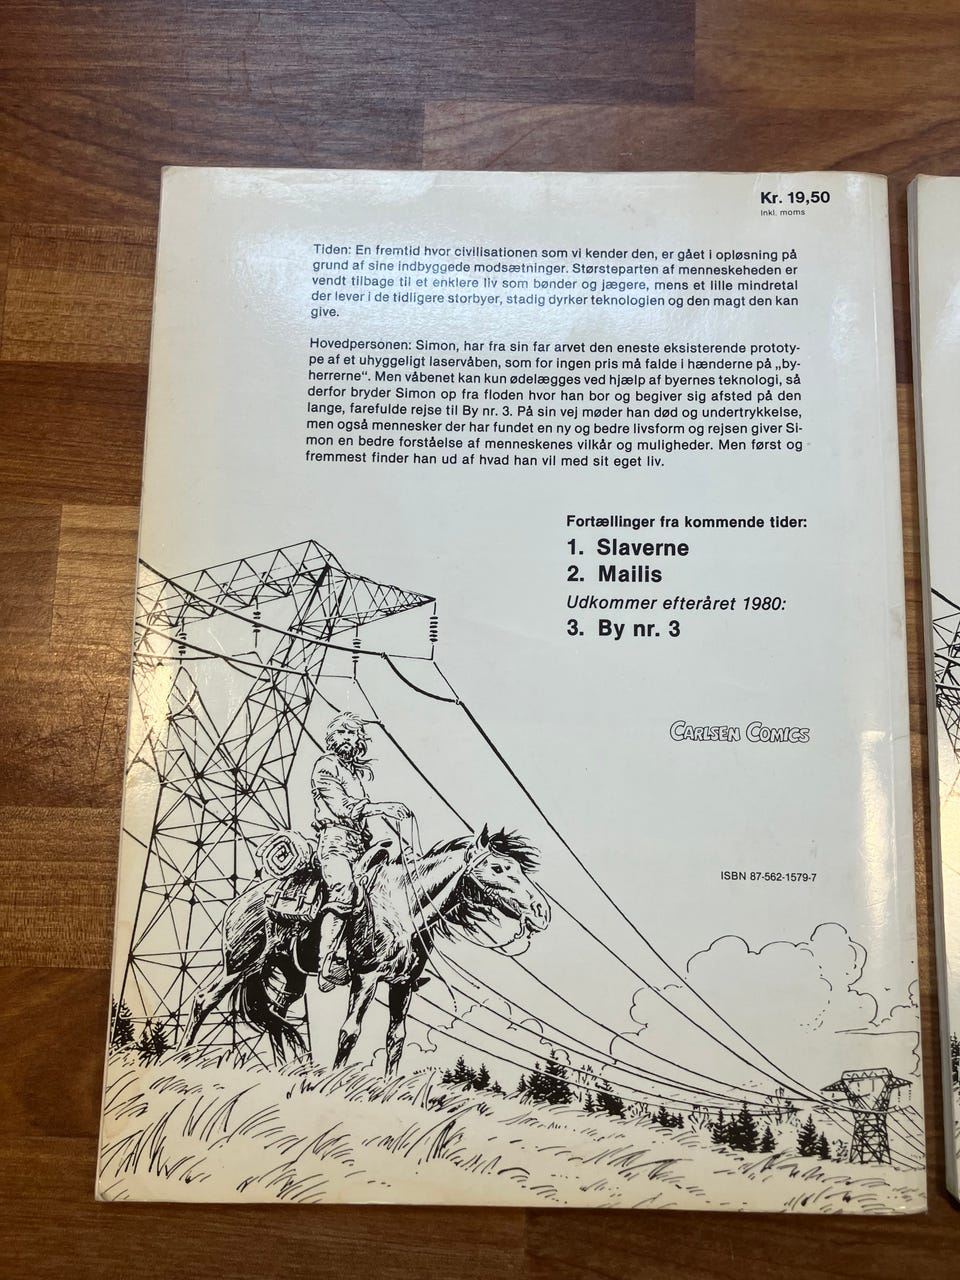 Kr. 19,50
Inkl. moms
Tiden: En fremtid hvor civilisationen som vi kender den, er gået i opløsning på
grund af sine indbyggede modsætninger. Størsteparten af menneskeheden er
vendt tilbage til et enklere liv som bønder og jægere, mens et lille mindretal
der lever i de tidligere storbyer, stadig dyrker teknologien og den magt den kan
give.
Hovedpersonen: Simon, har fra sin far arvet den eneste eksisterende prototy-
pe af et uhyggeligt laservåben, som for ingen pris må falde i hænderne på „by-
herrerne“. Men våbenet kan kun ødelægges ved hjælp af byernes teknologi, så
derfor bryder Simon op fra floden hvor han bor og begiver sig afsted på den
lange, farefulde rejse til By nr. 3. På sin vej møder han død og undertrykkelse,
men også mennesker der har fundet en ny og bedre livsform og rejsen giver Si-
mon en bedre forståelse af menneskenes vilkår og muligheder. Men først og
fremmest finder han ud af hvad han vil med sit eget liv.
Fortællinger fra kommende tider:
1. Slaverne
2. Mailis
Udkommer efteråret 1980:
3. By nr. 3
CARLSEN COMICS
ISBN 87-562-1579-7